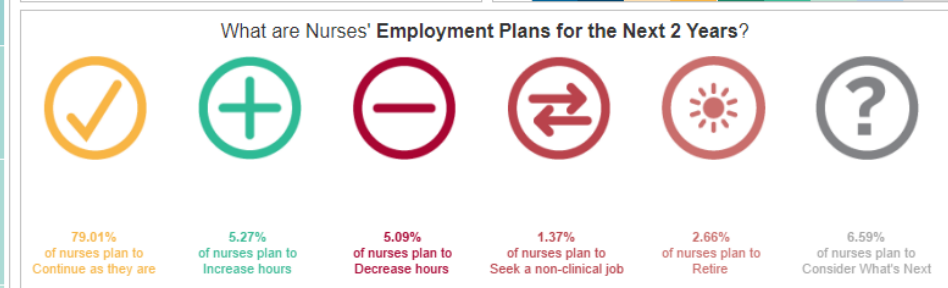 What are Nurses' Employment Plans for the Next 2 Years?
?
79.01%
of nurses plan to
Continue as they are
5.27%
of nurses plan to
Increase hours
5.09%
of nurses plan to
Decrease hours
1.37%
of nurses plan to
Seek a non-clinical job
2.66%
of nurses plan to
Retire
6.59%
of nurses plan to
Consider What's Next